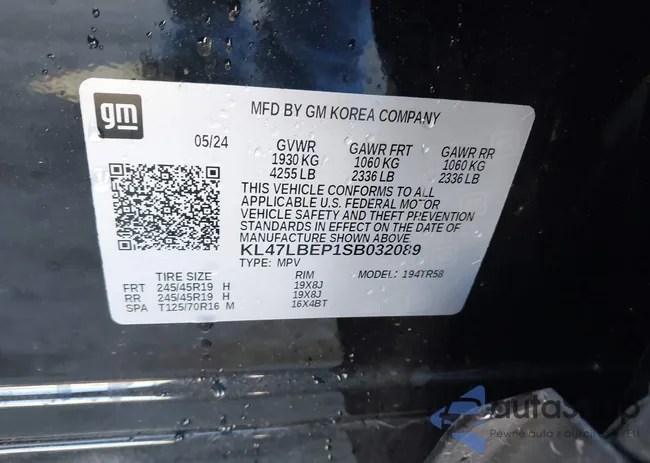 gm
MFD BY GM KOREA COMPANY
05/24 GVWR GAWR FRT GAWR RR
1930 KG 1060 KG 1060 KG
4255 LB 2336 LB 2336 LB
THIS VEHICLE CONFORMS TO ALL
APPLICABLE U.S. FEDERAL MOTOR
VEHICLE SAFETY AND THEFT PREVENTION
STANDARDS IN EFFECT ON THE DATE OF
MANUFACTURE SHOWN ABOVE
KL47LBEP1SB032089
TYPE: MPV MODEL: 194TR58
TIRE SIZE RIM
FRT 245/45R19 H 19X8J
RR 245/45R19 H 19X8J
SPA T125/70R16 M 16X4BT
Pewne auto z